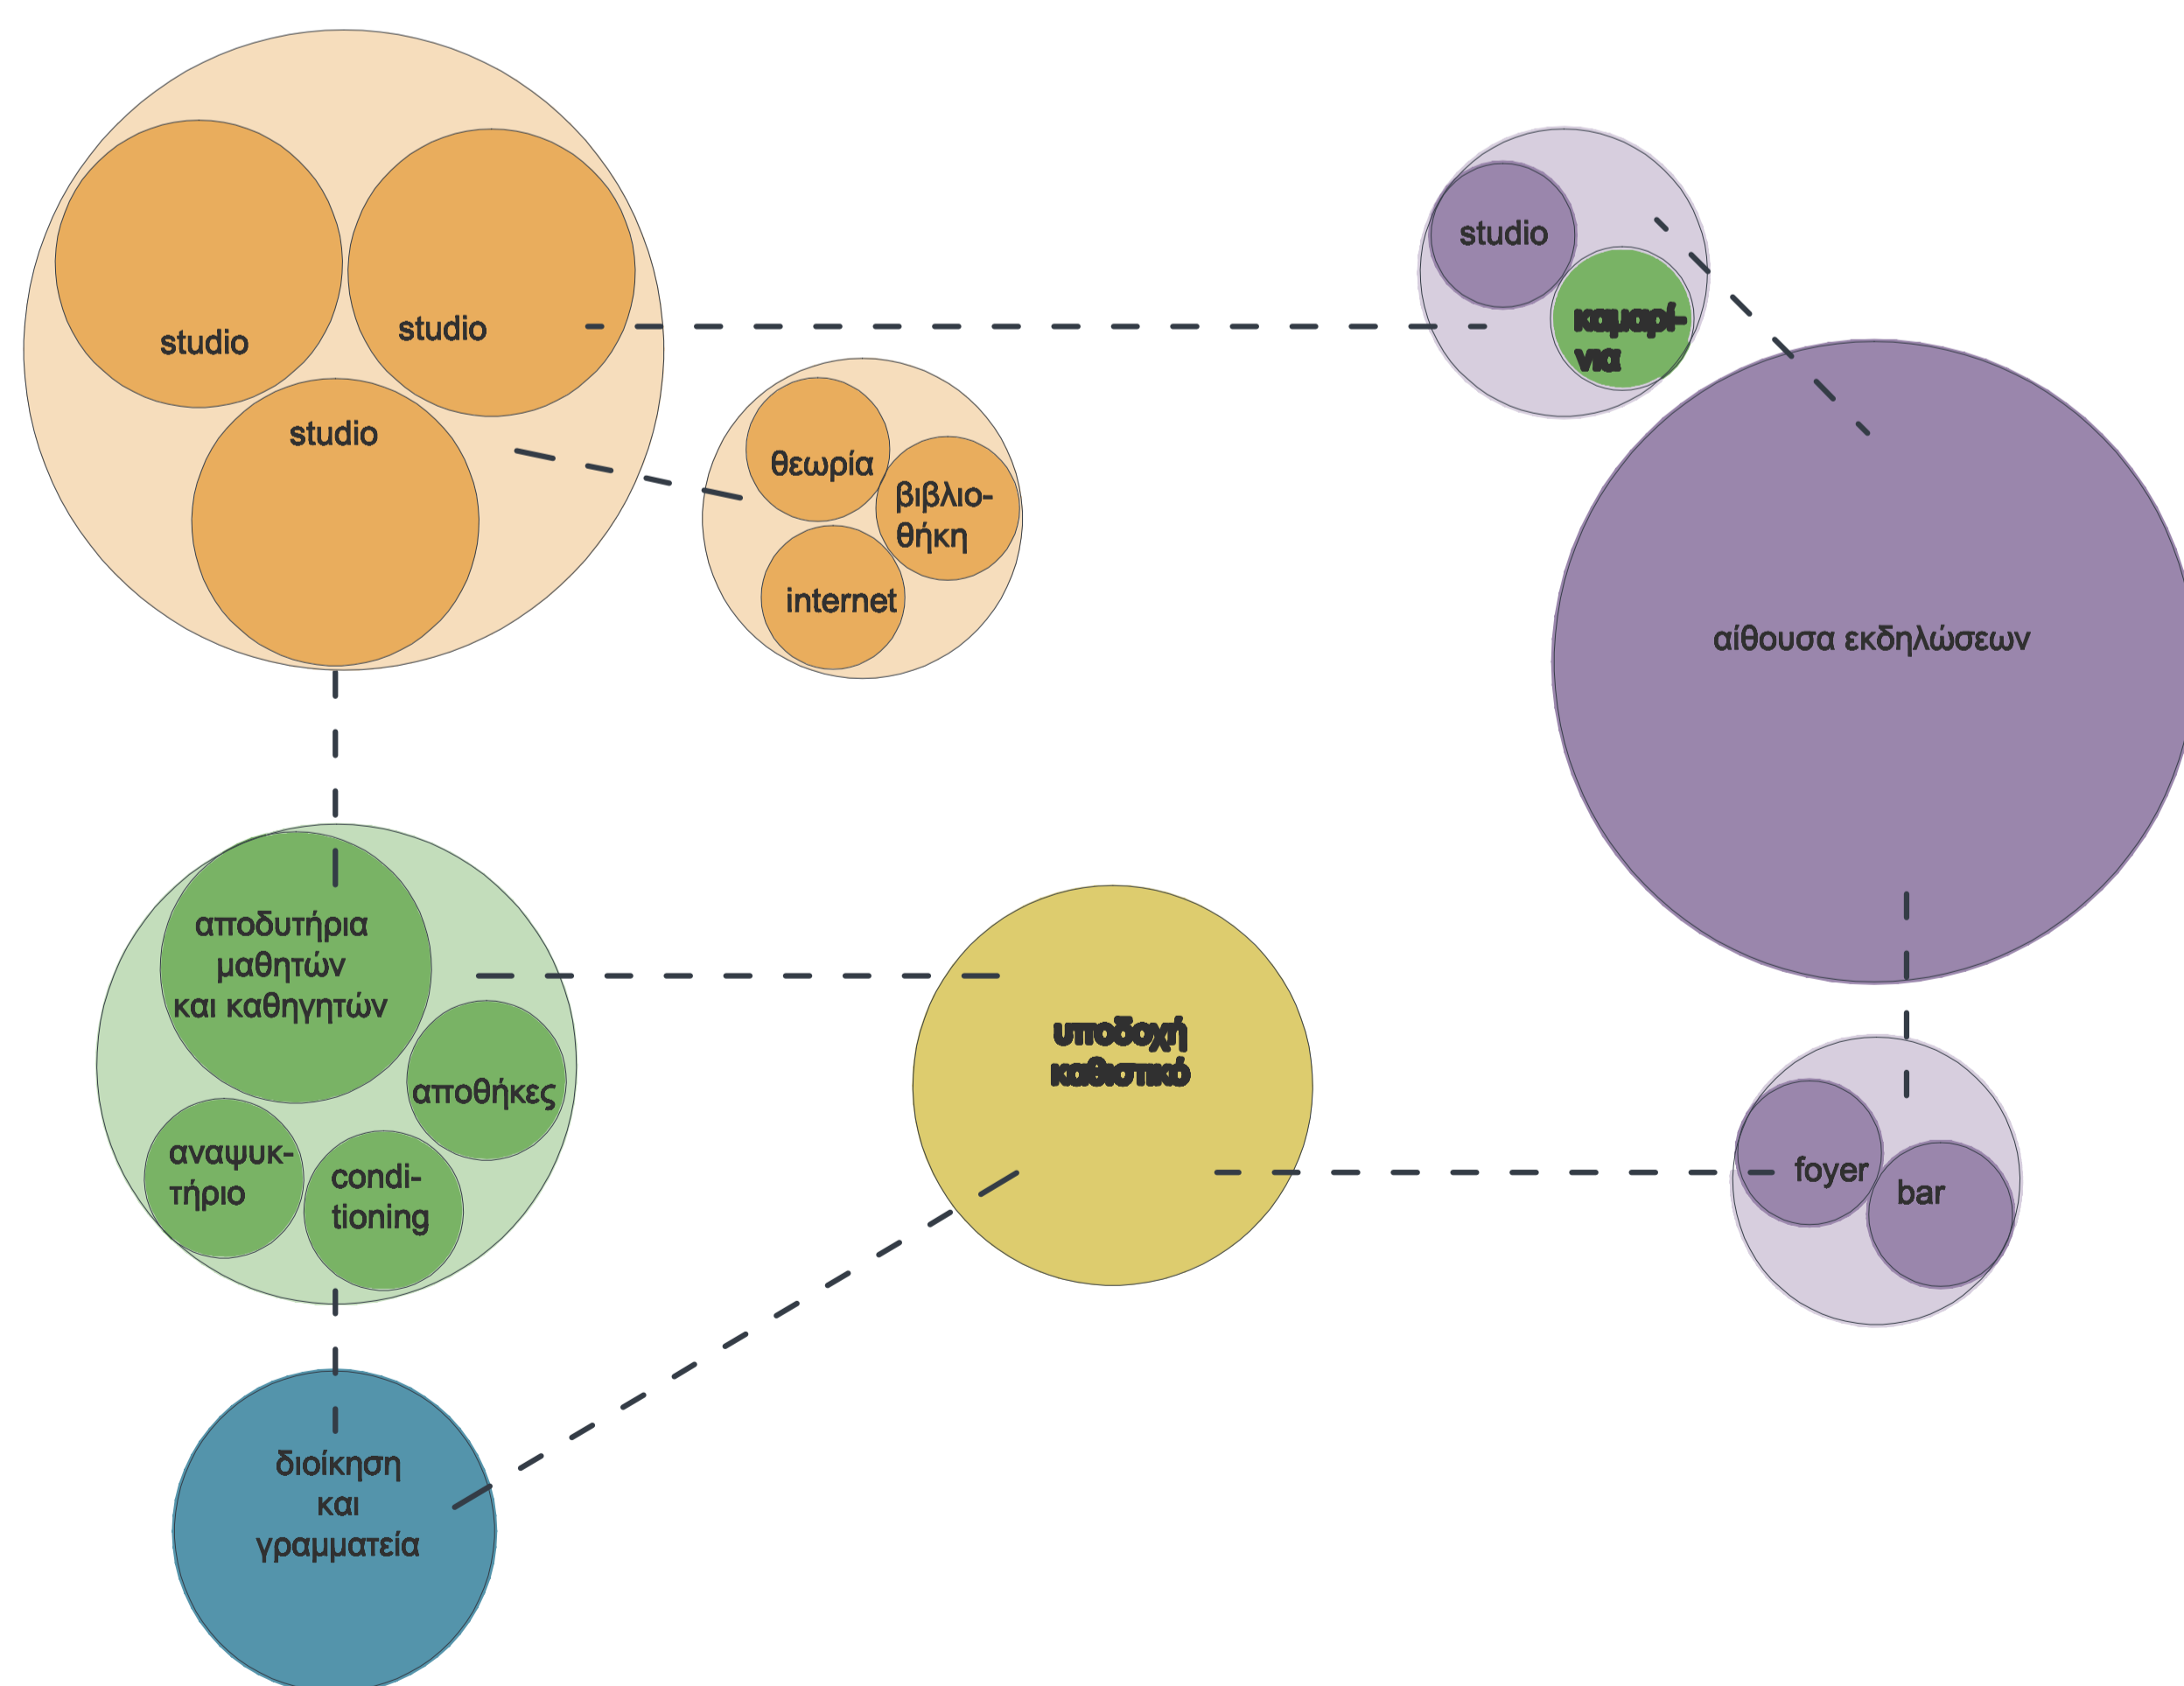 studio
studio
studio
studio
καμαρί-
νια
θεωρία
βιβλιο-
θήκη
internet
αίθουσα εκδηλώσεων
αποδυτήρια
μαθητών
και καθηγητών
αποθήκες
αναψυκ-
τήριο
condi-
tioning
υποδοχή
καθιστικό
foyer
bar
διοίκηση
και
γραμματεία